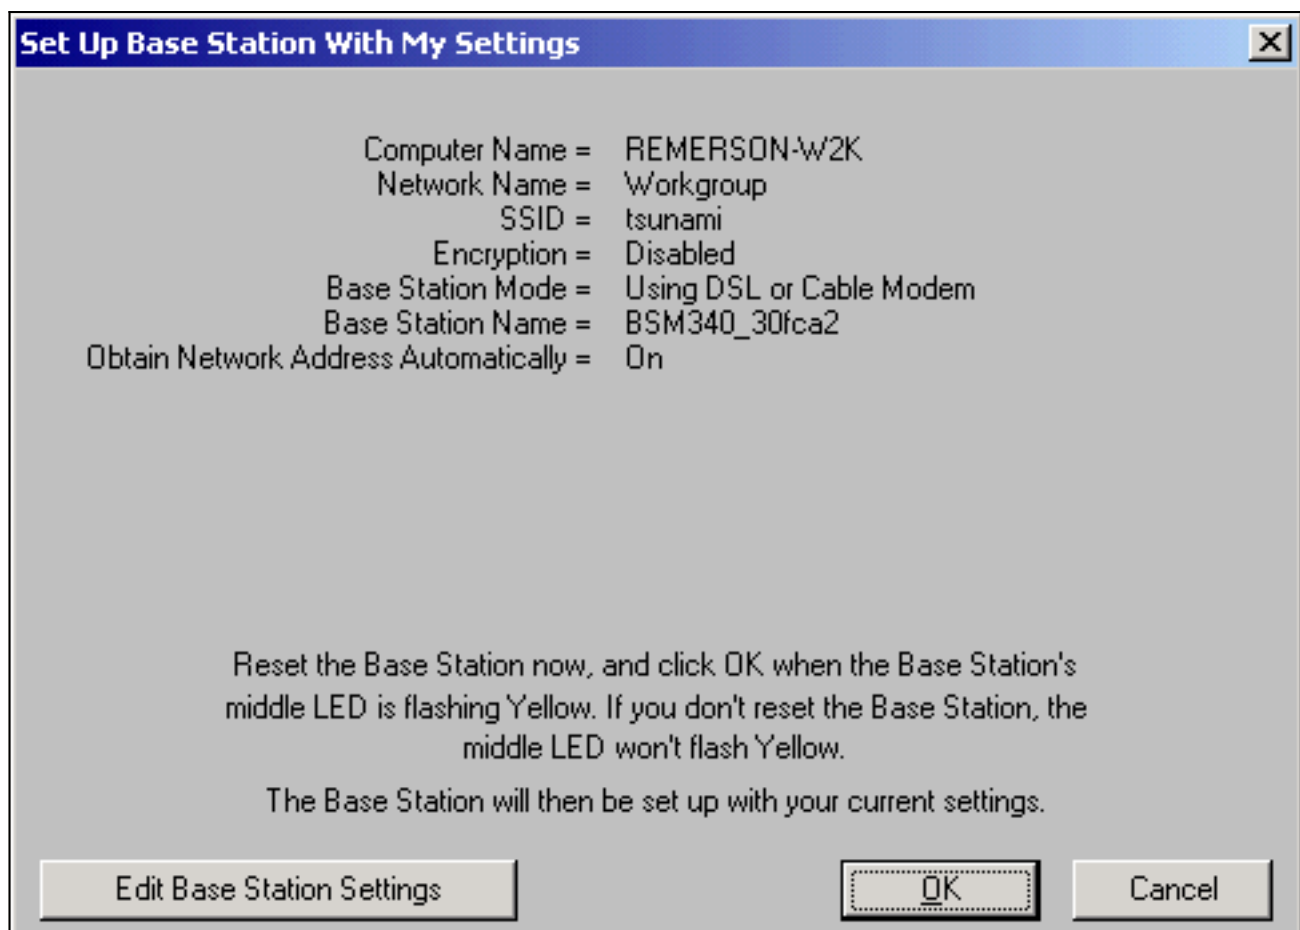 Set Up Base Station With My Settings
Computer Name = REMERSON-W2K
Network Name = Workgroup
SSID = tsunami
Encryption = Disabled
Base Station Mode = Using DSL or Cable Modem
Base Station Name = BSM340_30fca2
Obtain Network Address Automatically = On
Reset the Base Station now, and click OK when the Base Station's
middle LED is flashing Yellow. If you don't reset the Base Station, the
middle LED won't flash Yellow.
The Base Station will then be set up with your current settings.
Edit Base Station Settings OK Cancel